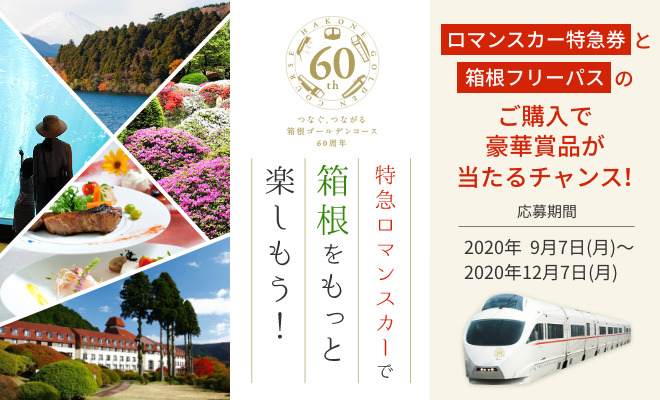 HAKONE GOLDEN COURSE
60
th
つなぐ、つながる
箱根ゴールデンコース
60周年
特急ロマンスカーで
箱根をもっと
楽しもう！
ロマンスカー特急券と
箱根フリーパスの
ご購入で
豪華賞品が
当たるチャンス！
応募期間
2020年 9月7日(月)～
2020年12月7日(月)